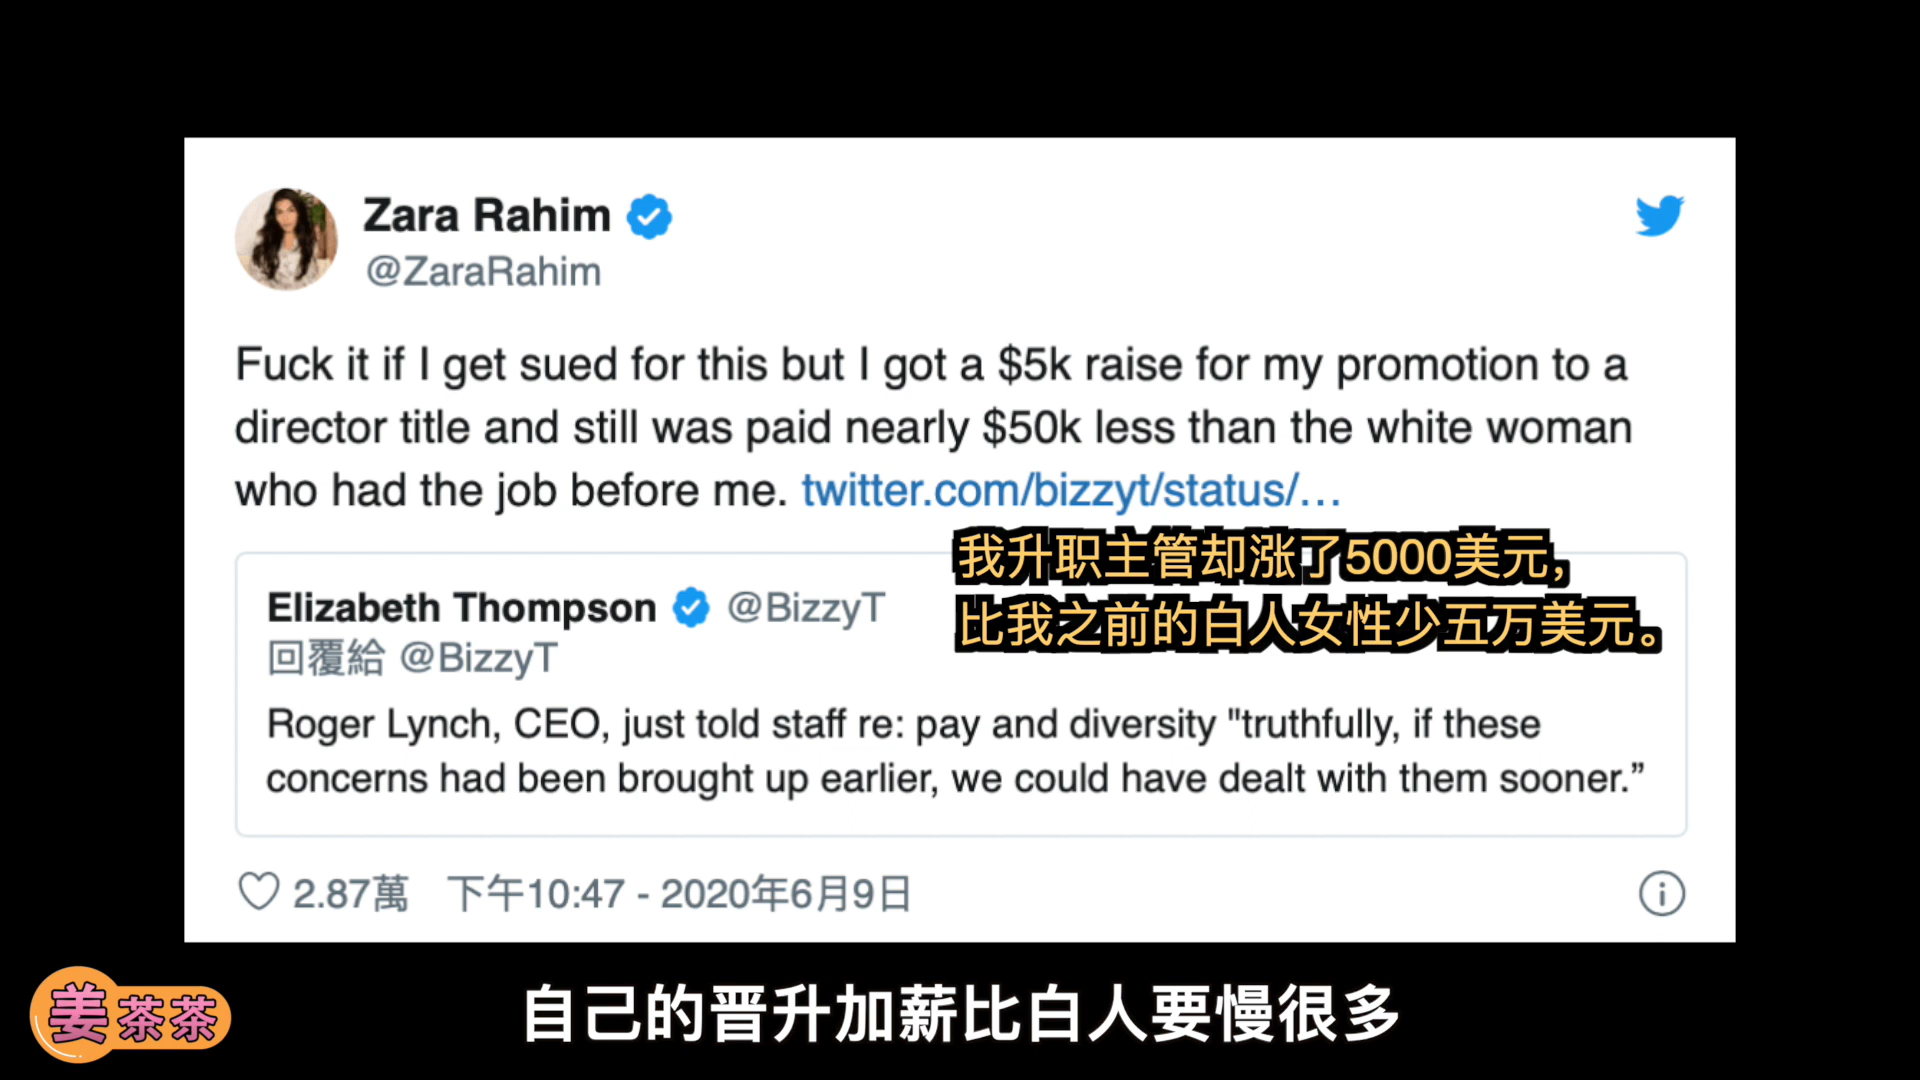 Zara Rahim
@ZaraRahim
Fuck it if I get sued for this but I got a $5k raise for my promotion to a
director title and still was paid nearly $50k less than the white woman
who had the job before me. twitter.com/bizzyt/status/…
我升职主管却涨了5000美元,
比我之前的白人女性少五万美元。
Elizabeth Thompson @BizzyT
回覆給 @BizzyT
Roger Lynch, CEO, just told staff re: pay and diversity "truthfully, if these
concerns had been brought up earlier, we could have dealt with them sooner.”
2.87萬 下午10:47 - 2020年6月9日
姜茶茶
自己的晋升加薪比白人要慢很多